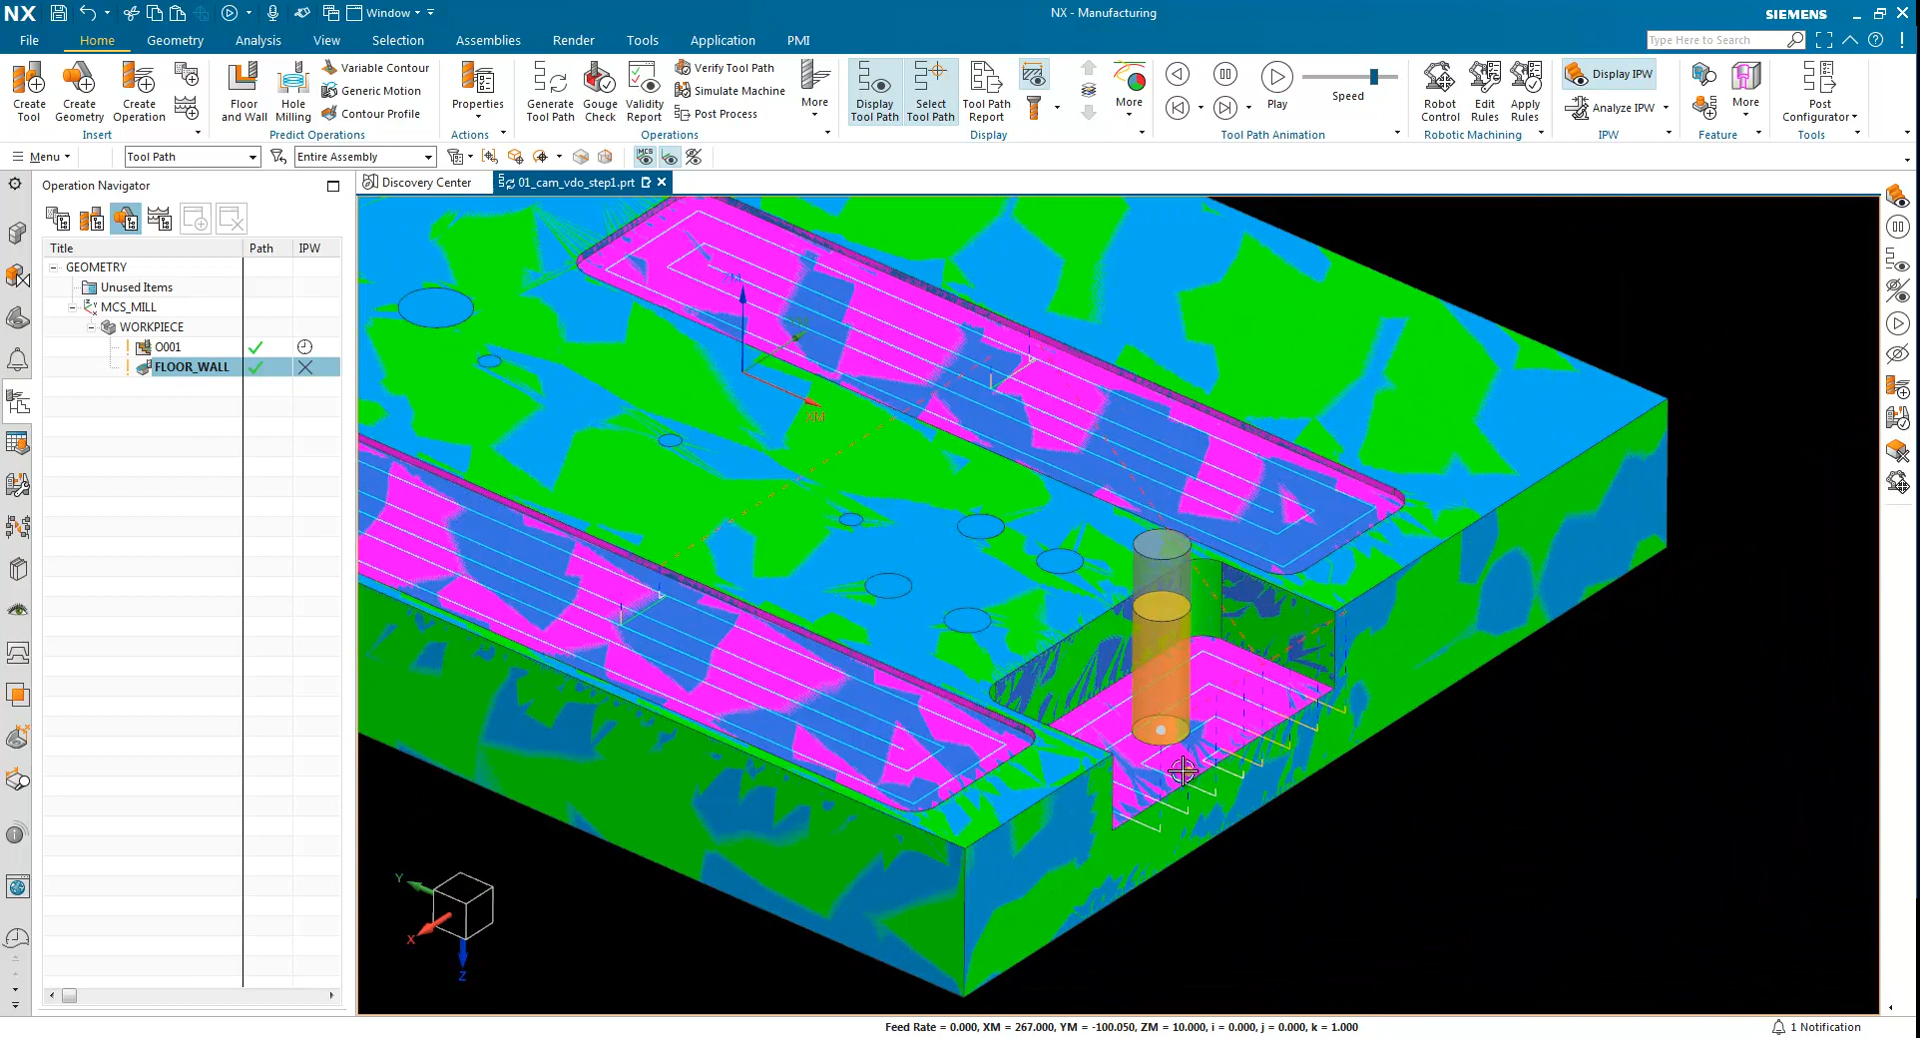 NX
Window
NX - Manufacturing
SIEMENS
File
Home
Geometry
Analysis
View
Selection
Assemblies
Render
Tools
Application
PMI
Type Here to Search
Create Tool
Create Geometry
Create Operation
Insert
Floor and Wall
Hole Milling
Variable Contour
Generic Motion
Contour Profile
Predict Operations
Properties
Actions
Generate Tool Path
Gouge Check
Validity Report
Verify Tool Path
Simulate Machine
Post Process
More
Operations
Display Tool Path
Select Tool Path
Tool Path Report
More
Display
Play
Speed
Tool Path Animation
Robot Control
Edit Rules
Apply Rules
Robotic Machining
Display IPW
Analyze IPW
IPW
More
Feature
Post Configurator
Tools
Menu
Tool Path
Entire Assembly
MCS
Operation Navigator
Discovery Center
01_cam_vdo_step1.prt
Title
Path
IPW
GEOMETRY
Unused Items
MCS_MILL
WORKPIECE
O001
FLOOR_WALL
ZM
XM
Y
X
Z
Feed Rate = 0.000, XM = 267.000, YM = -100.050, ZM = 10.000, i = 0.000, j = 0.000, k = 1.000
1 Notification